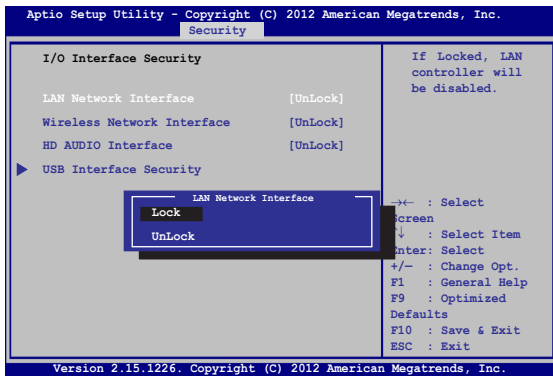 Aptio Setup Utility - Copyright (C) 2012 American Megatrends, Inc.
Security
I/O Interface Security
LAN Network Interface [UnLock]
Wireless Network Interface [UnLock]
HD AUDIO Interface [UnLock]
USB Interface Security
LAN Network Interface
Lock
UnLock
If Locked, LAN
controller will
be disabled.
→← : Select
Screen
↑↓ : Select Item
Enter: Select
+/— : Change Opt.
F1 : General Help
F9 : Optimized
Defaults
F10 : Save & Exit
ESC : Exit
Version 2.15.1226. Copyright (C) 2012 American Megatrends, Inc.